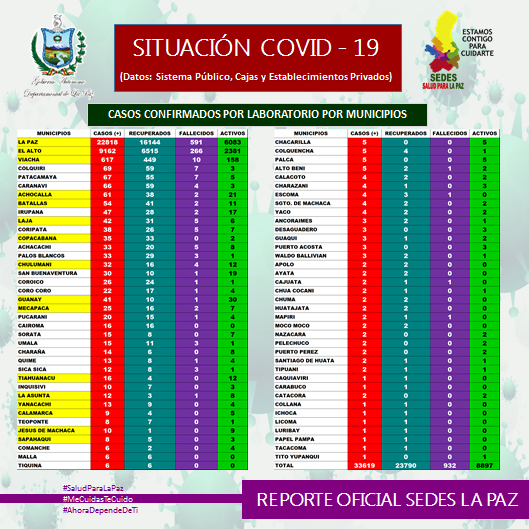 Gobierno Autónomo
Departamental de La Paz
SITUACIÓN COVID - 19
(Datos: Sistema Público, Cajas y Establecimientos Privados)
ESTAMOS
CONTIGO
PARA
CUIDARTE
SEDES
SALUD PARA LA PAZ
CASOS CONFIRMADOS POR LABORATORIO POR MUNICIPIOS
MUNICIPIOS CASOS (+) RECUPERADOS FALLECIDOS ACTIVOS
LA PAZ 22818 16144 591 6083
EL ALTO 9162 6515 266 2381
VIACHA 617 449 10 158
COLQUIRI 69 59 7 3
PATACAMAYA 67 55 7 5
CARANAVI 66 59 4 3
ACHOCALLA 61 38 2 21
BATALLAS 54 41 2 11
IRUPANA 47 28 2 17
LAJA 42 31 5 6
CORIPATA 38 26 5 7
COPACABANA 35 33 0 2
ACHACACHI 33 20 5 8
PALOS BLANCOS 33 29 3 1
CHULUMANI 32 16 4 12
SAN BUENAVENTURA 30 10 1 19
COROICO 26 24 1 1
CORO CORO 22 17 1 4
GUANAY 41 10 1 30
MECAPACA 25 16 2 7
PUCARANI 20 15 1 4
CAIROMA 16 16 0 0
SORATA 15 8 0 7
UMALA 15 11 3 1
CHARAÑA 14 6 0 8
QUIME 13 8 1 4
SICA SICA 12 8 3 1
TIAHUANACU 16 4 0 12
INQUISIVI 10 7 0 3
LA ASUNTA 12 3 1 8
YANACACHI 13 9 0 4
CALAMARCA 9 4 0 5
TEOPONTE 8 7 0 1
JESUS DE MACHACA 10 1 0 9
SAPAHAQUI 8 5 0 3
COMANCHE 6 2 0 4
MALLA 6 6 0 0
TIQUINA 6 6 0 0
MUNICIPIOS CASOS (+) RECUPERADOS FALLECIDOS ACTIVOS
CHACARILLA 5 0 0 5
COLQUENCHA 5 4 0 1
PALCA 5 0 0 5
ALTO BENI 5 2 1 2
CALACOTO 4 2 0 2
CHARAZANI 4 1 0 3
ESCOMA 4 3 1 0
SGTO. DE MACHACA 4 2 0 2
YACO 4 2 0 2
ANCORAIMES 3 2 0 1
DESAGUADERO 3 0 0 3
GUAQUI 3 1 0 2
PUERTO ACOSTA 3 3 0 0
WALDO BALLIVIAN 3 2 0 1
APOLO 2 2 0 0
AYATA 2 2 0 0
CAJUATA 2 1 1 0
CHUA COCANI 2 1 0 1
CHUMA 2 2 0 0
HUATAJATA 2 2 0 0
MAPIRI 2 1 1 0
MOCO MOCO 2 2 0 0
NAZACARA 2 0 0 2
PELECHUCO 2 0 0 2
PUERTO PEREZ 2 0 0 2
SANTIAGO DE HUATA 2 1 0 1
TIPUANI 2 1 0 1
CAQUIAVIRI 1 1 0 0
CARABUCO 1 1 0 0
CATACORA 2 0 0 2
COLLANA 1 1 0 0
ICHOCA 1 1 0 0
LICOMA 1 1 0 0
LURIBAY 1 1 0 0
PAPEL PAMPA 1 1 0 0
TACACOMA 1 1 0 0
TITO YUPANQUI 1 1 0 0
TOTAL 33619 23790 932 8897
#SaludParaLaPaz
#MeCuidasTeCuido
#AhoraDependeDeTi
REPORTE OFICIAL SEDES LA PAZ